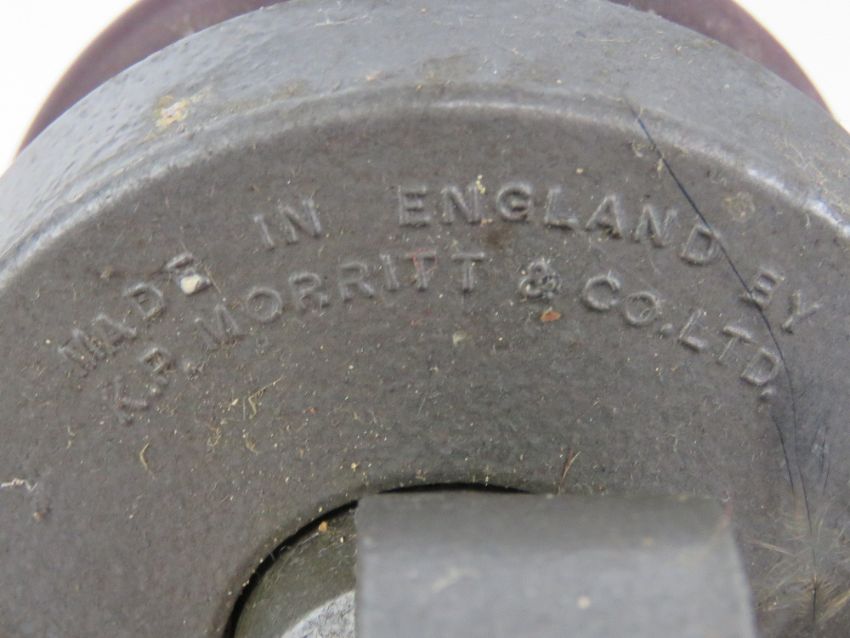 MADE IN ENGLAND BY
K.P. MORRITT & CO. LTD.